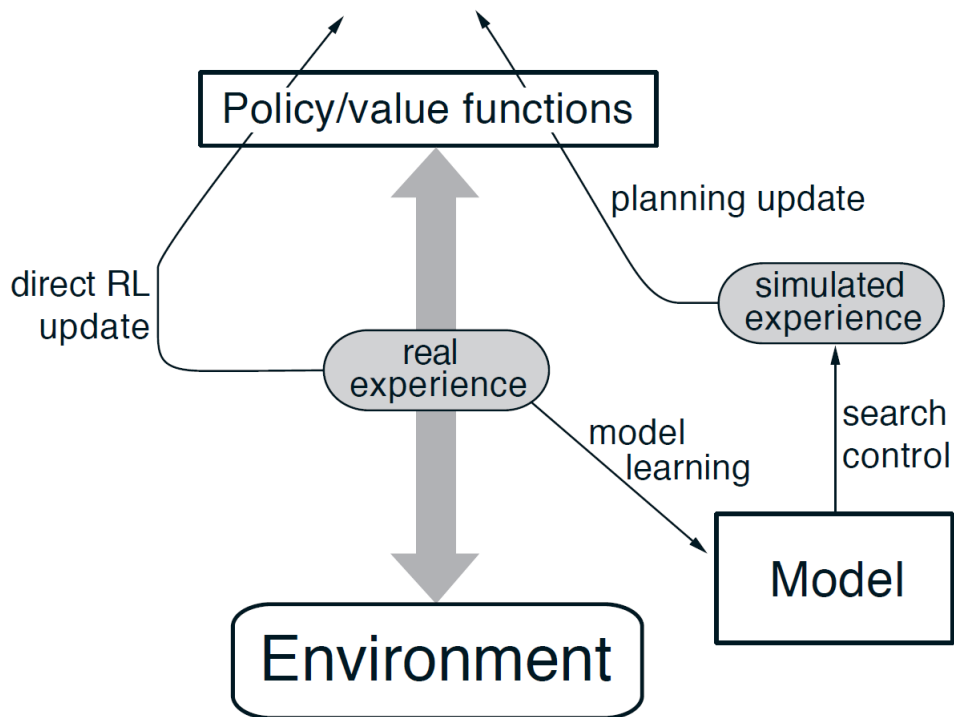 Policy/value functions
planning update
direct RL
update
simulated
experience
real
experience
model
learning
search
control
Model
Environment